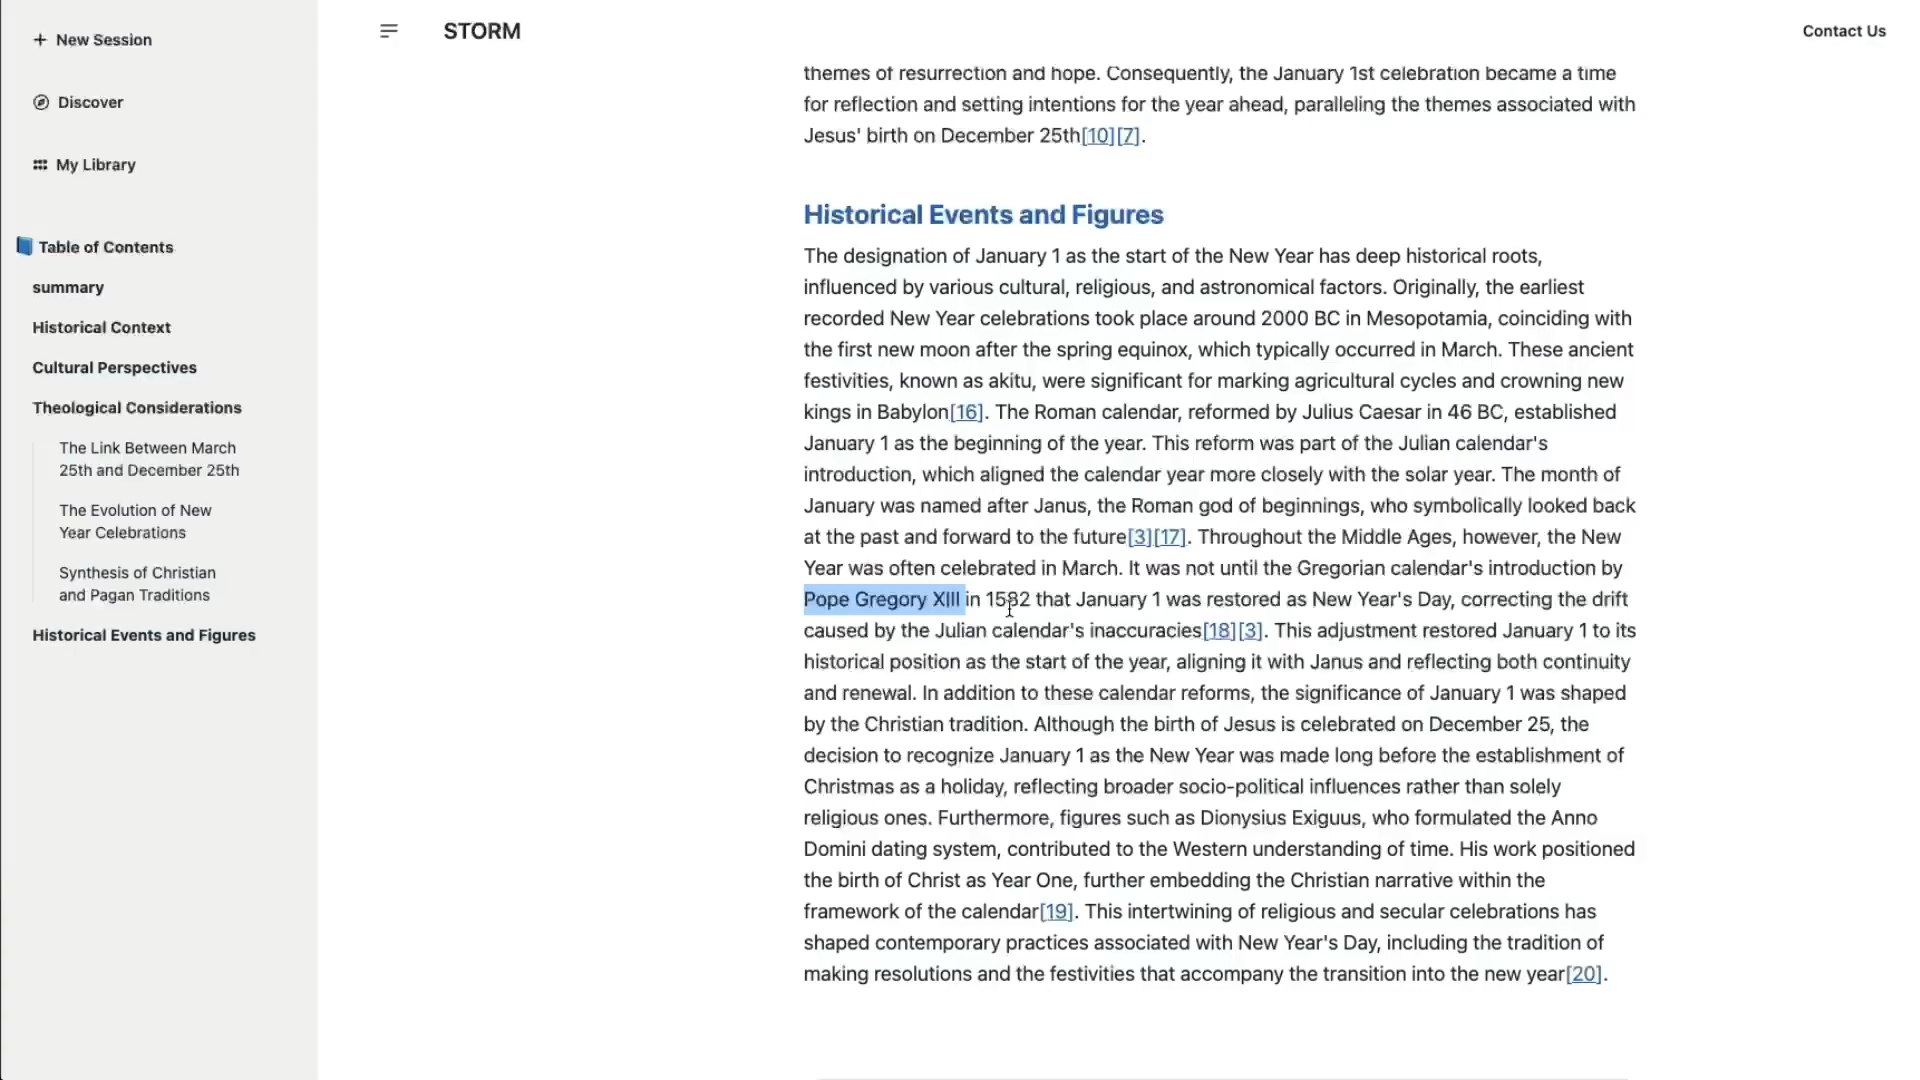 New Session
Discover
My Library
Table of Contents
summary
Historical Context
Cultural Perspectives
Theological Considerations
The Link Between March
25th and December 25th
The Evolution of New
Year Celebrations
Synthesis of Christian
and Pagan Traditions
Historical Events and Figures
STORM
Contact Us
themes of resurrection and hope. Consequently, the January 1st celebration became a time
for reflection and setting intentions for the year ahead, paralleling the themes associated with
Jesus' birth on December 25th[10][7].
Historical Events and Figures
The designation of January 1 as the start of the New Year has deep historical roots,
influenced by various cultural, religious, and astronomical factors. Originally, the earliest
recorded New Year celebrations took place around 2000 BC in Mesopotamia, coinciding with
the first new moon after the spring equinox, which typically occurred in March. These ancient
festivities, known as akitu, were significant for marking agricultural cycles and crowning new
kings in Babylon[16]. The Roman calendar, reformed by Julius Caesar in 46 BC, established
January 1 as the beginning of the year. This reform was part of the Julian calendar's
introduction, which aligned the calendar year more closely with the solar year. The month of
January was named after Janus, the Roman god of beginnings, who symbolically looked back
at the past and forward to the future[3][17]. Throughout the Middle Ages, however, the New
Year was often celebrated in March. It was not until the Gregorian calendar's introduction by
Pope Gregory XIII in 1582 that January 1 was restored as New Year's Day, correcting the drift
caused by the Julian calendar's inaccuracies[18][3]. This adjustment restored January 1 to its
historical position as the start of the year, aligning it with Janus and reflecting both continuity
and renewal. In addition to these calendar reforms, the significance of January 1 was shaped
by the Christian tradition. Although the birth of Jesus is celebrated on December 25, the
decision to recognize January 1 as the New Year was made long before the establishment of
Christmas as a holiday, reflecting broader socio-political influences rather than solely
religious ones. Furthermore, figures such as Dionysius Exiguus, who formulated the Anno
Domini dating system, contributed to the Western understanding of time. His work positioned
the birth of Christ as Year One, further embedding the Christian narrative within the
framework of the calendar[19]. This intertwining of religious and secular celebrations has
shaped contemporary practices associated with New Year's Day, including the tradition of
making resolutions and the festivities that accompany the transition into the new year[20].